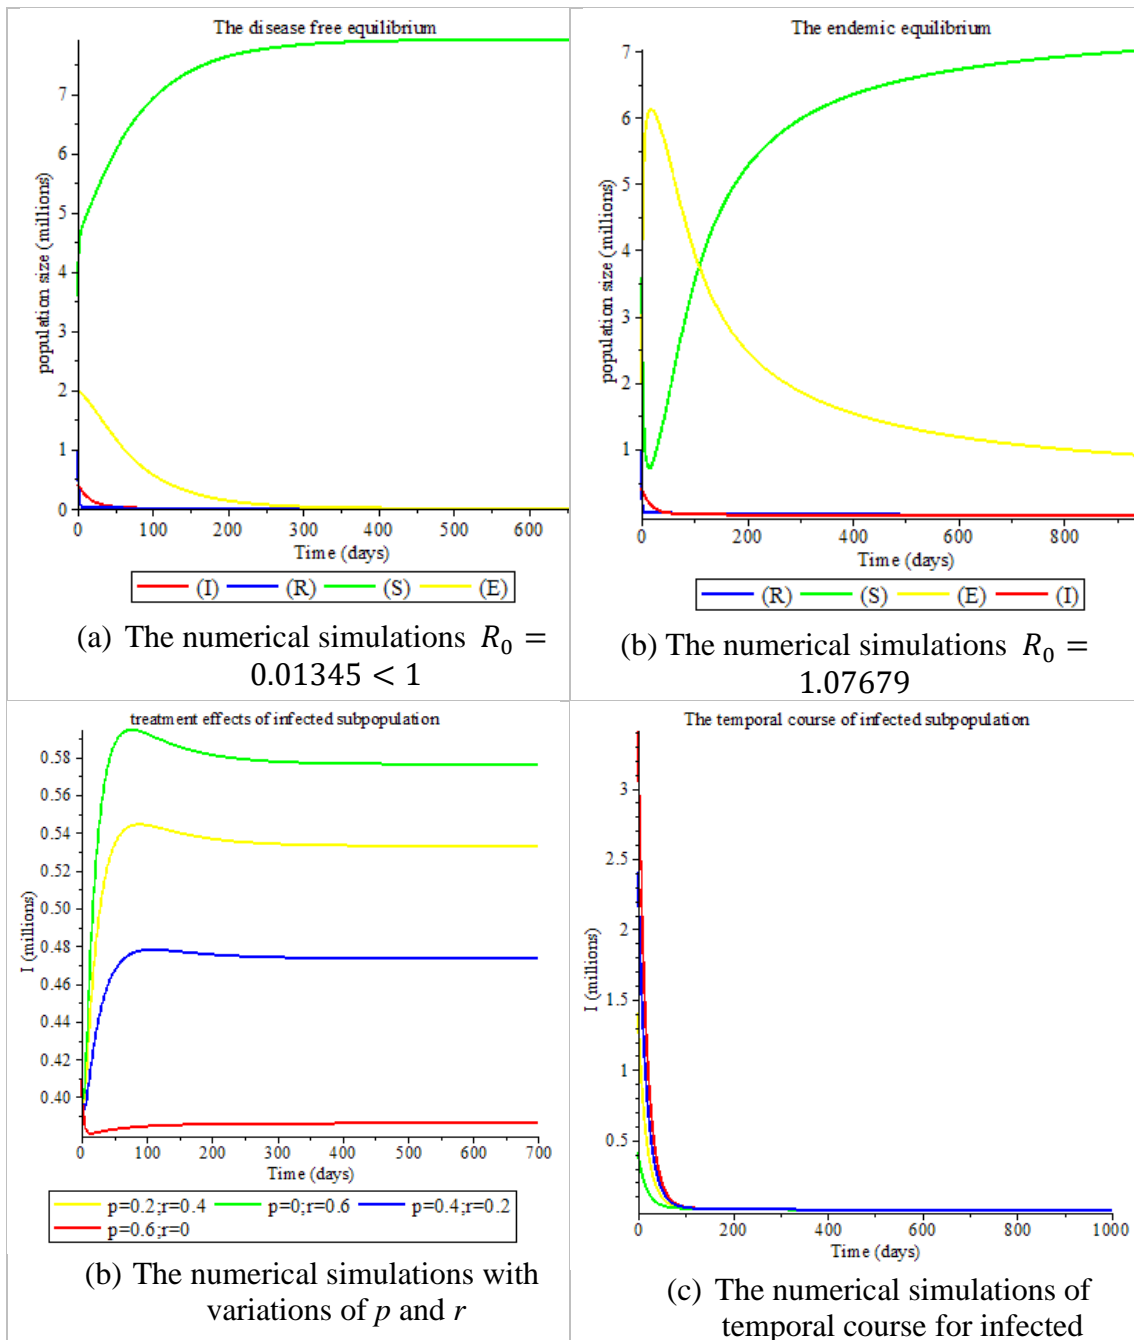 The disease free equilibrium
population size (millions)
7
6
5
4
3
2
1
0
0 100 200 300 400 500 600
Time (days)
(I) (R) (S) (E)
(a) The numerical simulations R₀ =
0.01345 < 1
The endemic equilibrium
population size (millions)
7
6
5
4
3
2
1
0 200 400 600 800
Time (days)
(R) (S) (E) (I)
(b) The numerical simulations R₀ =
1.07679
treatment effects of infected subpopulation
I (millions)
0.58
0.56
0.54
0.52
0.50
0.48
0.46
0.44
0.42
0.40
0 100 200 300 400 500 600 700
Time (days)
p=0.2;r=0.4 p=0;r=0.6 p=0.4;r=0.2
p=0.6;r=0
(b) The numerical simulations with
variations of p and r
The temporal course of infected subpopulation
I (millions)
3
2.5
2
1.5
1
0.5
0 200 400 600 800 1000
Time (days)
(c) The numerical simulations of
temporal course for infected